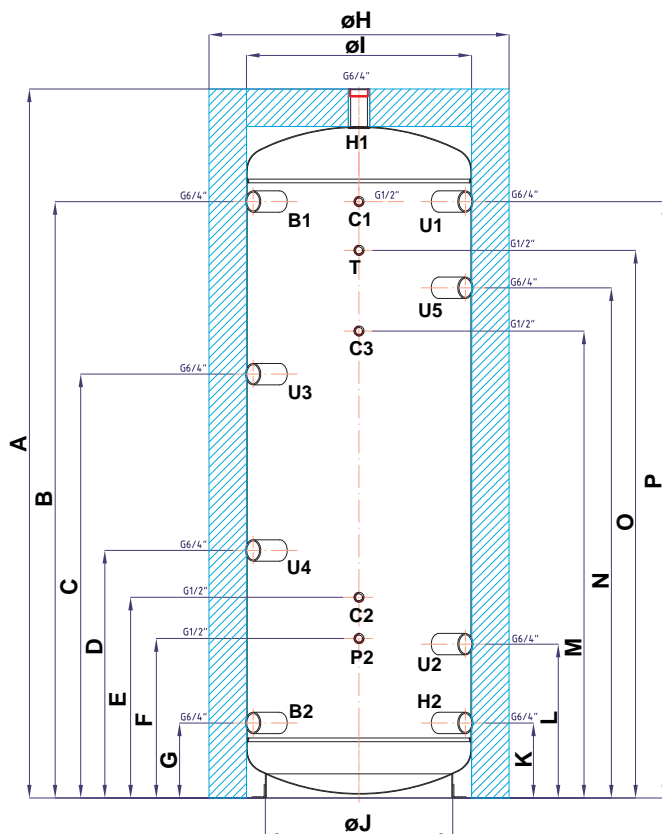 øH
øI
G6/4"
H1
G6/4" B1 C1 G1/2" U1 G6/4"
T G1/2"
U5 G6/4"
C3 G1/2"
G6/4" U3
A
B
C
D
E
F
G
G6/4" U4
G1/2" C2
G1/2" P2
U2 G6/4"
G6/4" B2 H2 G6/4"
K
L
M
N
O
P
øJ